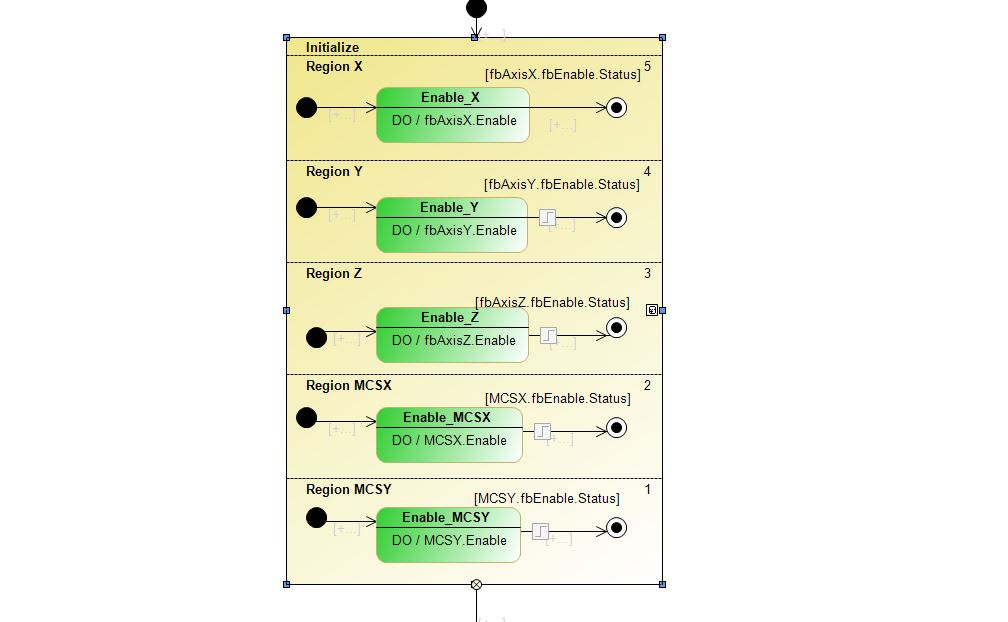 [+...]
Initialize
Region X
5
[fbAxisX.fbEnable.Status]
Enable_X
DO / fbAxisX.Enable
[+...]
[+...]
Region Y
4
[fbAxisY.fbEnable.Status]
Enable_Y
DO / fbAxisY.Enable
[+...]
[+...]
Region Z
3
[fbAxisZ.fbEnable.Status]
Enable_Z
DO / fbAxisZ.Enable
[+...]
[+...]
Region MCSX
2
[MCSX.fbEnable.Status]
Enable_MCSX
DO / MCSX.Enable
[+...]
[+...]
Region MCSY
1
[MCSY.fbEnable.Status]
Enable_MCSY
DO / MCSY.Enable
[+...]
[+...]
[+...]